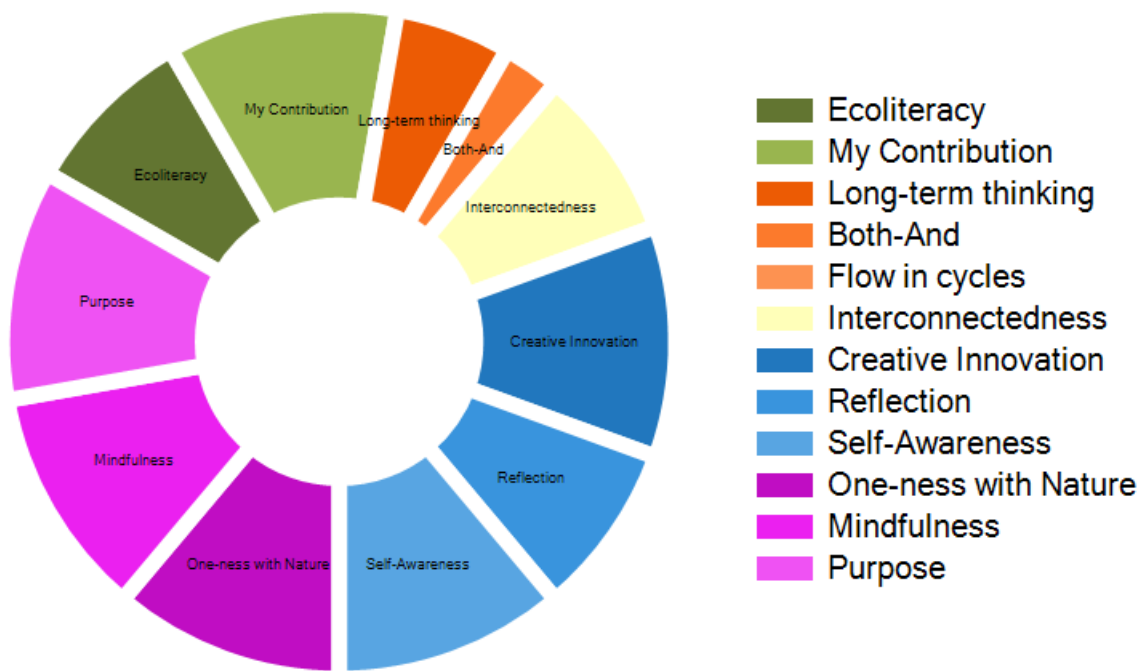 My Contribution
Long-term thinking
Both-And
Ecoliteracy
Interconnectedness
Purpose
Creative Innovation
Mindfulness
Reflection
One-ness with Nature
Self-Awareness
Ecoliteracy
My Contribution
Long-term thinking
Both-And
Flow in cycles
Interconnectedness
Creative Innovation
Reflection
Self-Awareness
One-ness with Nature
Mindfulness
Purpose